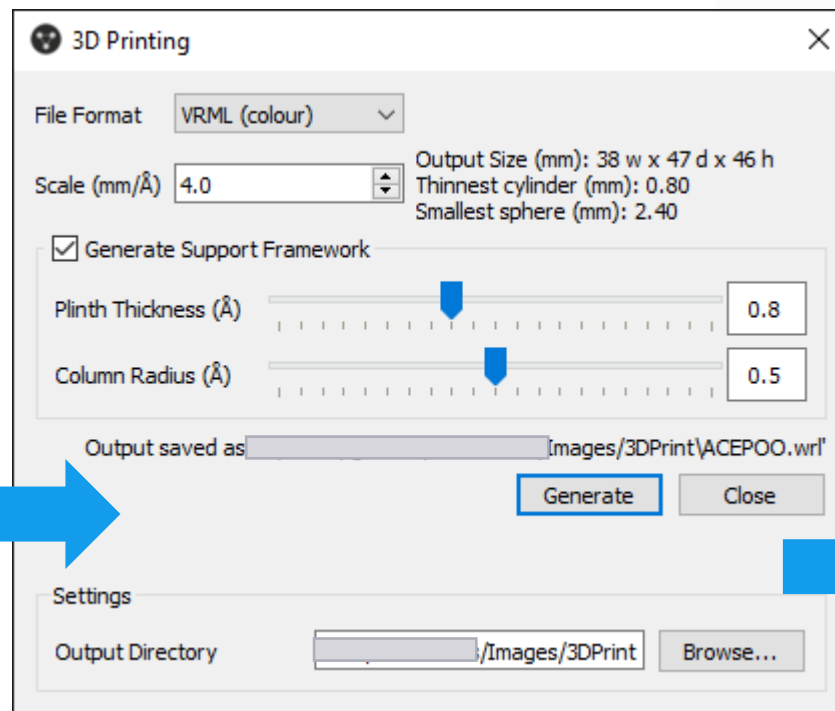 3D Printing
File Format VRML (colour)
Scale (mm/Å) 4.0
Output Size (mm): 38 w x 47 d x 46 h
Thinnest cylinder (mm): 0.80
Smallest sphere (mm): 2.40
Generate Support Framework
Plinth Thickness (Å) 0.8
Column Radius (Å) 0.5
Output saved as Images/3DPrint\ACEPOO.wrl'
Generate Close
Settings
Output Directory /Images/3DPrint Browse...